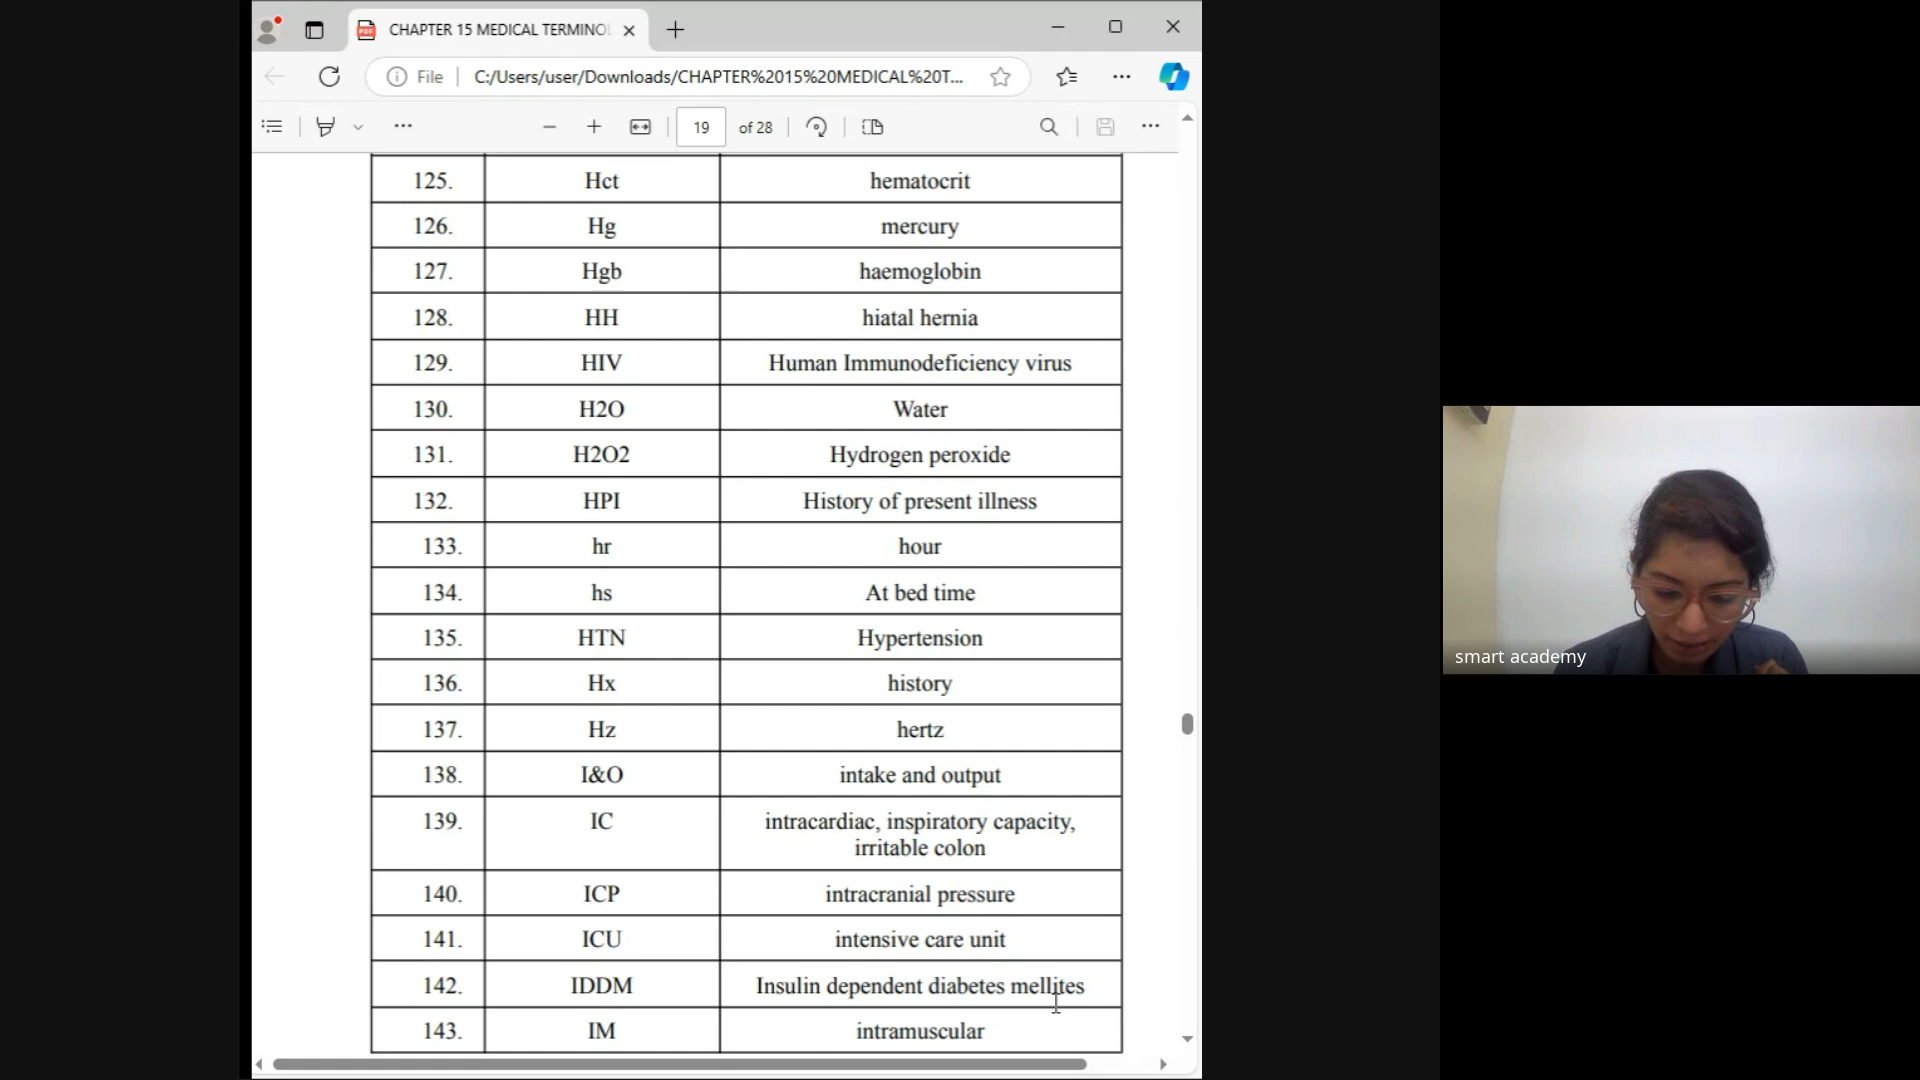 CHAPTER 15 MEDICAL TERMINOL
File
C:/Users/user/Downloads/CHAPTER%2015%20MEDICAL%20T...
19 of 28
125. Hct hematocrit
126. Hg mercury
127. Hgb haemoglobin
128. HH hiatal hernia
129. HIV Human Immunodeficiency virus
130. H2O Water
131. H2O2 Hydrogen peroxide
132. HPI History of present illness
133. hr hour
134. hs At bed time
135. HTN Hypertension
136. Hx history
137. Hz hertz
138. I&O intake and output
139. IC intracardiac, inspiratory capacity,
irritable colon
140. ICP intracranial pressure
141. ICU intensive care unit
142. IDDM Insulin dependent diabetes mellites
143. IM intramuscular
smart academy